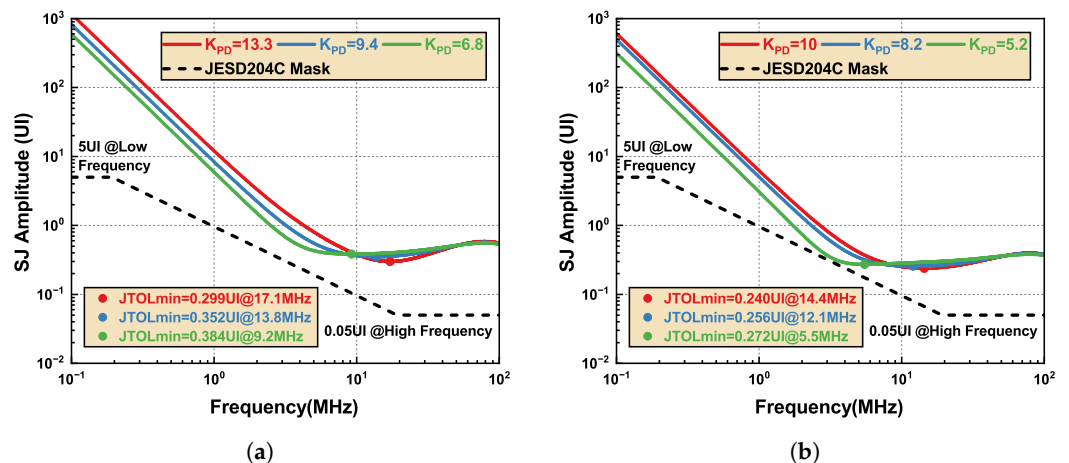 10³
10²
10¹
10⁰
10⁻¹
10⁻²
SJ Amplitude (UI)
K_PD=13.3 K_PD=9.4 K_PD=6.8
JESD204C Mask
5UI @Low
Frequency
JTOLmin=0.299UI@17.1MHz
JTOLmin=0.352UI@13.8MHz
JTOLmin=0.384UI@9.2MHz
0.05UI @High Frequency
10⁻¹ 10⁰ 10¹ 10²
Frequency(MHz)
(a)
10³
10²
10¹
10⁰
10⁻¹
10⁻²
SJ Amplitude (UI)
K_PD=10 K_PD=8.2 K_PD=5.2
JESD204C Mask
5UI @Low
Frequency
JTOLmin=0.240UI@14.4MHz
JTOLmin=0.256UI@12.1MHz
JTOLmin=0.272UI@5.5MHz
0.05UI @High Frequency
10⁻¹ 10⁰ 10¹ 10²
Frequency(MHz)
(b)